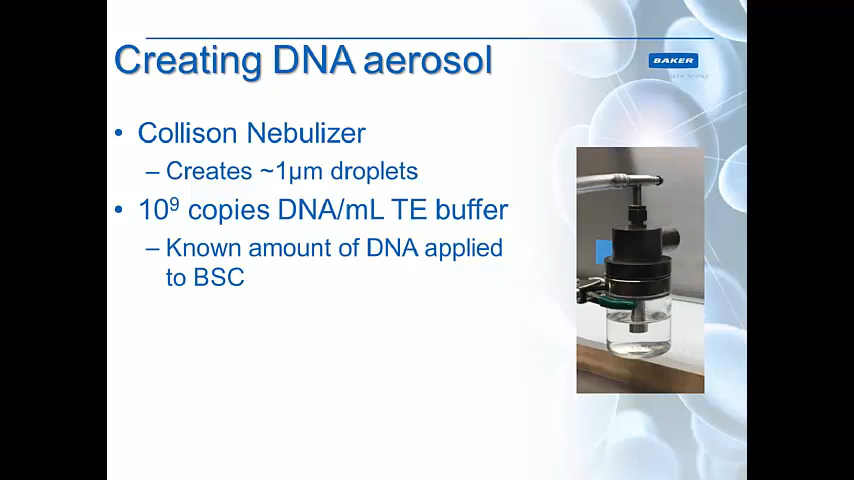 Creating DNA aerosol
BAKER
• Collison Nebulizer
– Creates ~1µm droplets
• 10⁹ copies DNA/mL TE buffer
– Known amount of DNA applied
to BSC